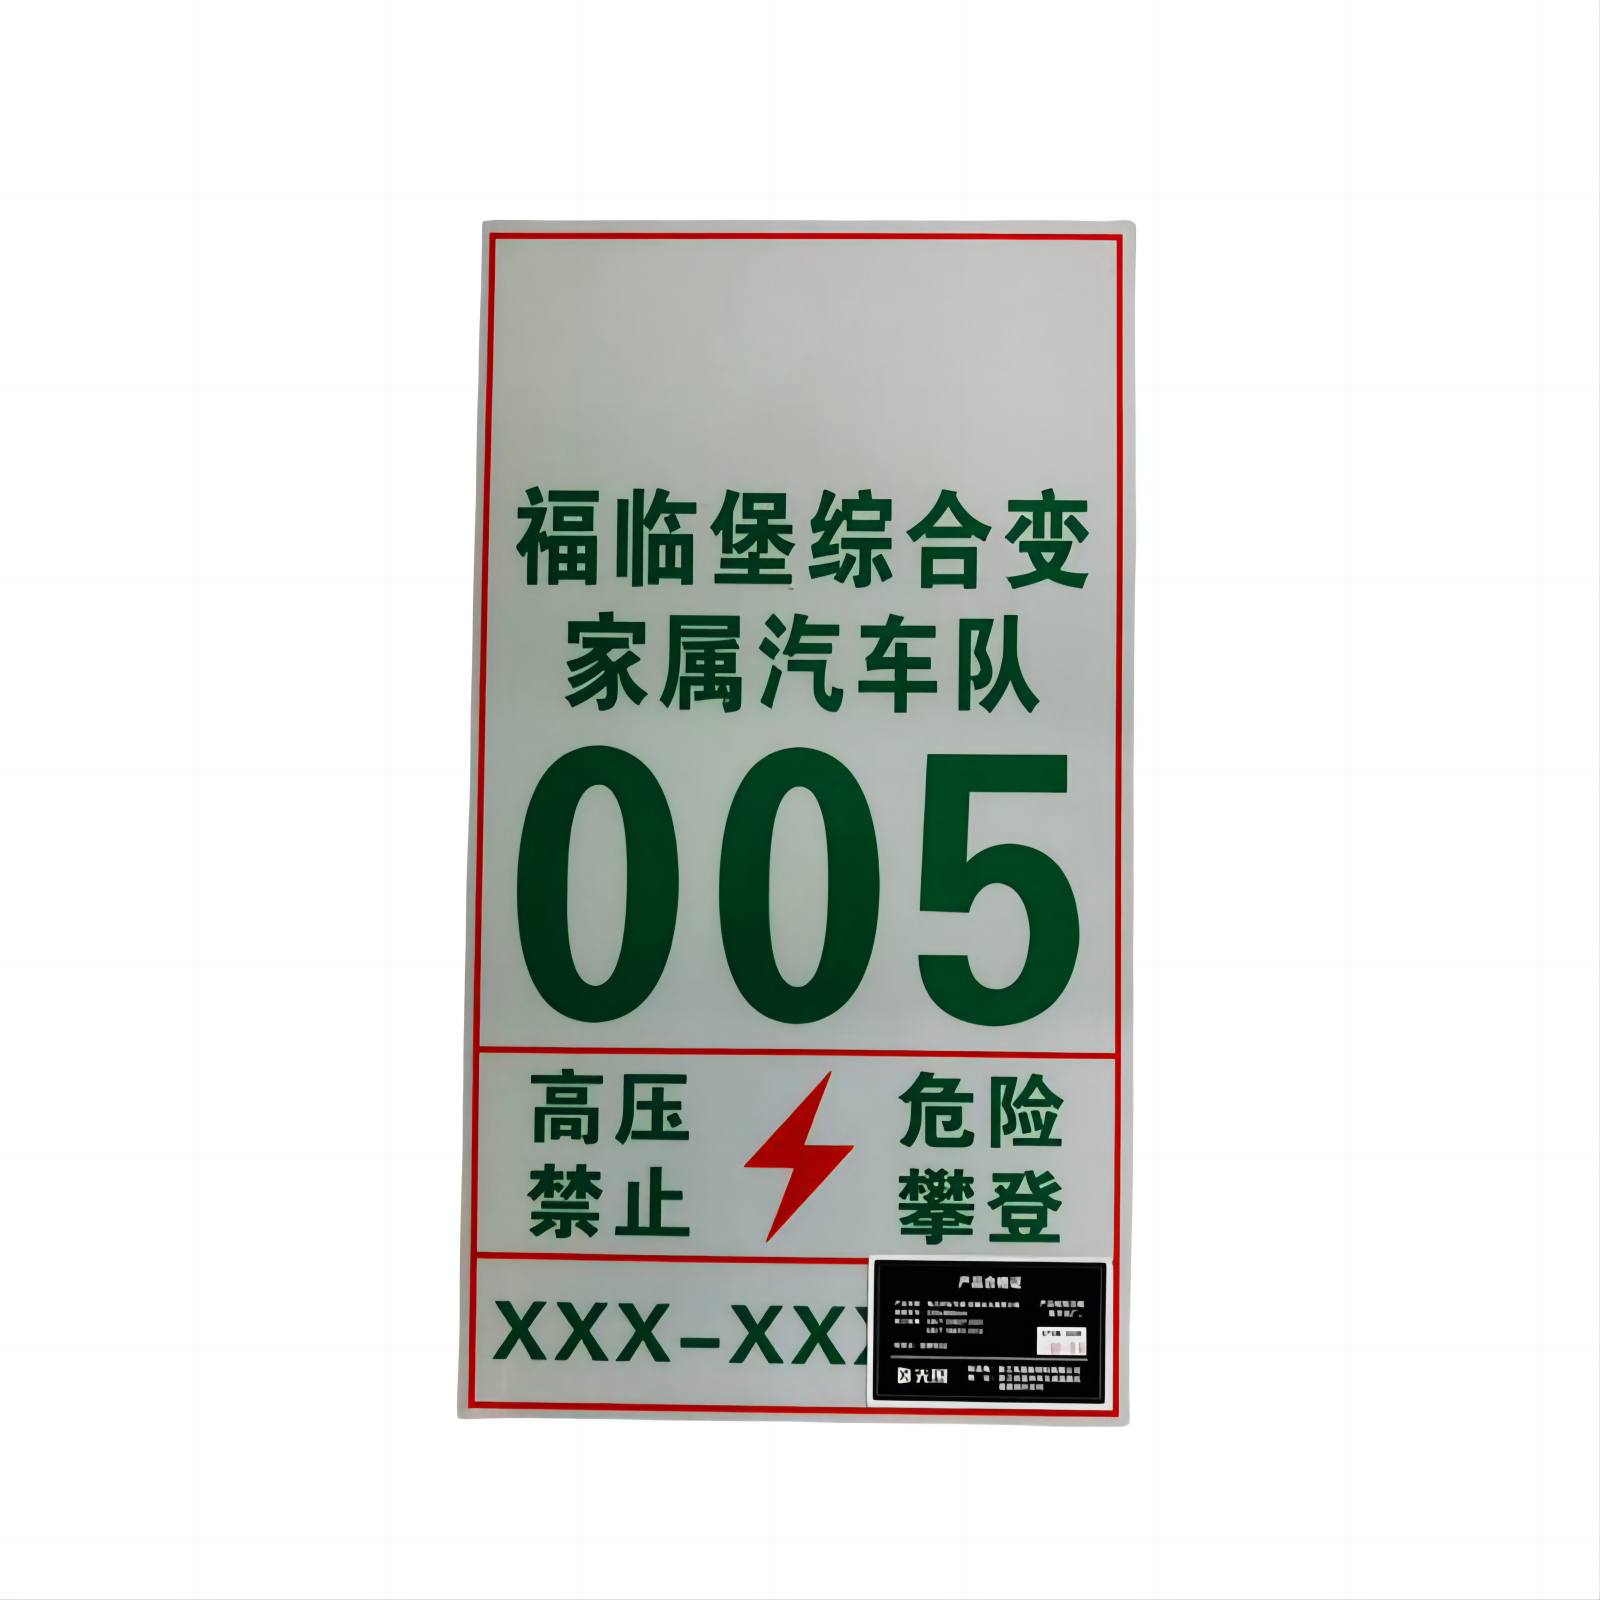 福临堡综合变
家属汽车队
005
高压 危险
禁止 攀登
XXX-XXX
产品合格证